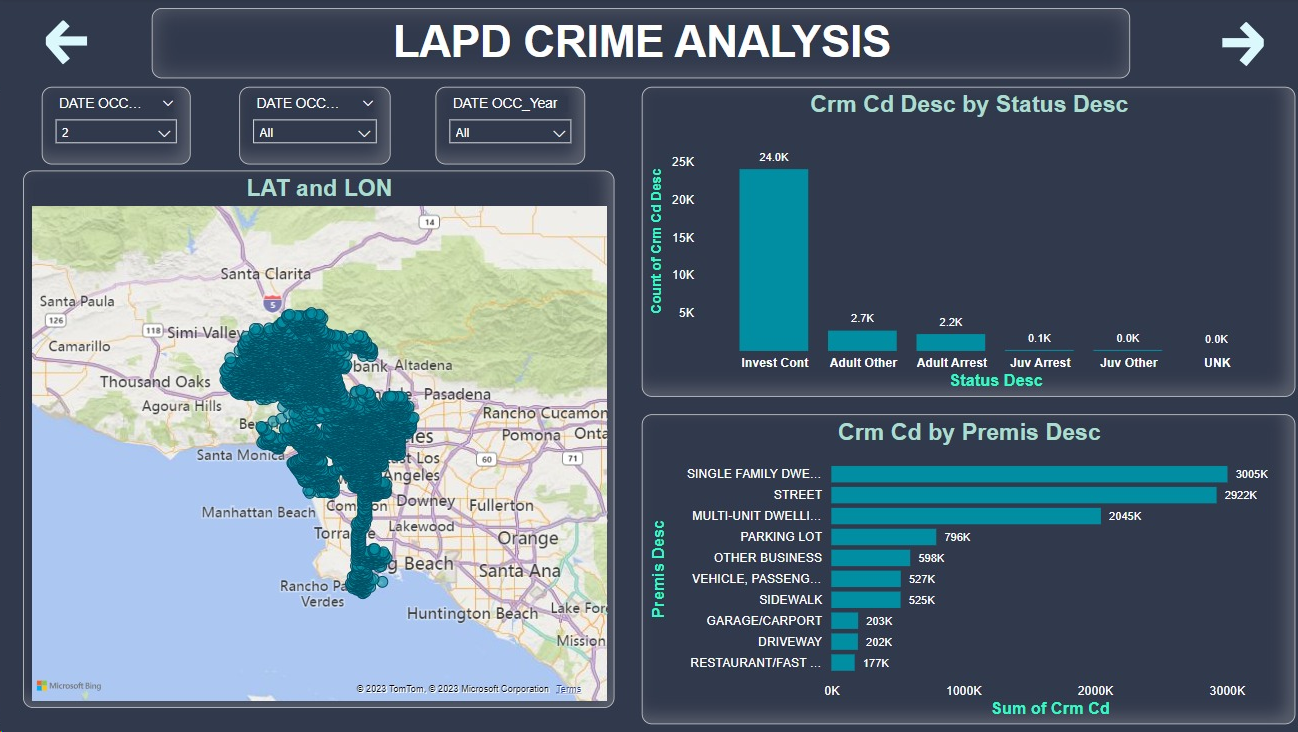 LAPD CRIME ANALYSIS
DATE OCC...
2
DATE OCC...
All
DATE OCC_Year
All
LAT and LON
14
Santa Clarita
5
Santa Paula
126
118
Simi Valley
Camarillo
bank
Altadena
Thousand Oaks
Pasadena
Agoura Hills
Rancho Cucamon
Be
les
Pomona
Onta
Santa Monica
ast Los
Angeles
60
71
Manhattan Beach
Com
on
Downey
Fullerton
Torra
Lakewood
Orange
g Beach
Santa Ana
Rancho Pa
Verdes
Huntington Beach
Lake For
Mission
Microsoft Bing
© 2023 TomTom, © 2023 Microsoft Corporation Terms
Crm Cd Desc by Status Desc
Count of Crm Cd Desc
25K
20K
15K
10K
5K
24.0K
2.7K
2.2K
0.1K
0.0K
0.0K
Invest Cont
Adult Other
Adult Arrest
Juv Arrest
Juv Other
UNK
Status Desc
Crm Cd by Premis Desc
Premis Desc
SINGLE FAMILY DWE... 3005K
STREET 2922K
MULTI-UNIT DWELLI... 2045K
PARKING LOT 796K
OTHER BUSINESS 598K
VEHICLE, PASSENG... 527K
SIDEWALK 525K
GARAGE/CARPORT 203K
DRIVEWAY 202K
RESTAURANT/FAST ... 177K
0K 1000K 2000K 3000K
Sum of Crm Cd